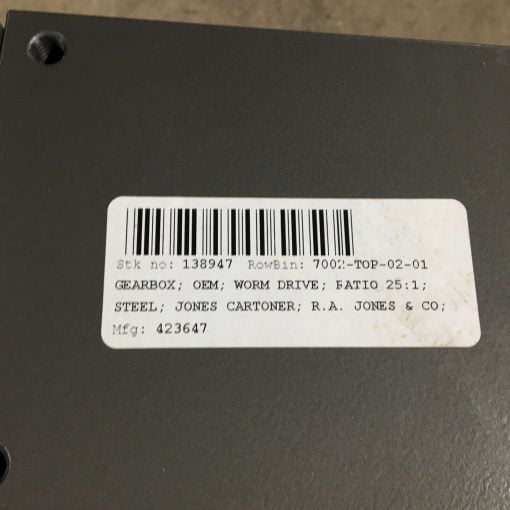 Stk no: 138947 RowBin: 7002-TOP-02-01
GEARBOX; OEM; WORM DRIVE; RATIO 25:1;
STEEL; JONES CARTONER; R.A. JONES & CO;
Mfg: 423647